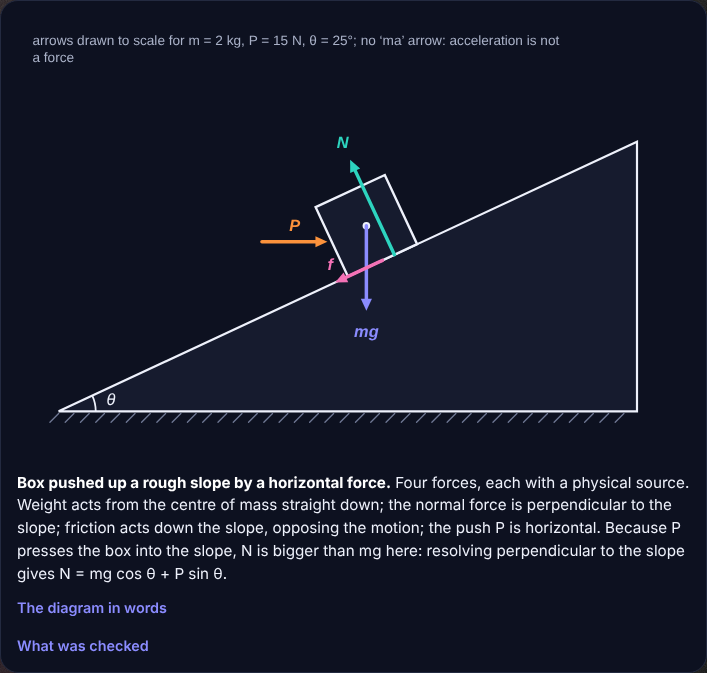 arrows drawn to scale for m = 2 kg, P = 15 N, θ = 25°; no ‘ma’ arrow: acceleration is not
a force
N
P
f
mg
θ
Box pushed up a rough slope by a horizontal force. Four forces, each with a physical source.
Weight acts from the centre of mass straight down; the normal force is perpendicular to the
slope; friction acts down the slope, opposing the motion; the push P is horizontal. Because P
presses the box into the slope, N is bigger than mg here: resolving perpendicular to the slope
gives N = mg cos θ + P sin θ.
The diagram in words
What was checked